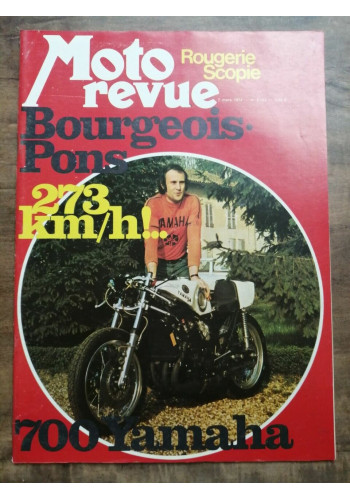 Moto
revue
Rougerie
Scopie
Bourgeois-
Pons
273
km/h!...
YAMAHA
700 Yamaha